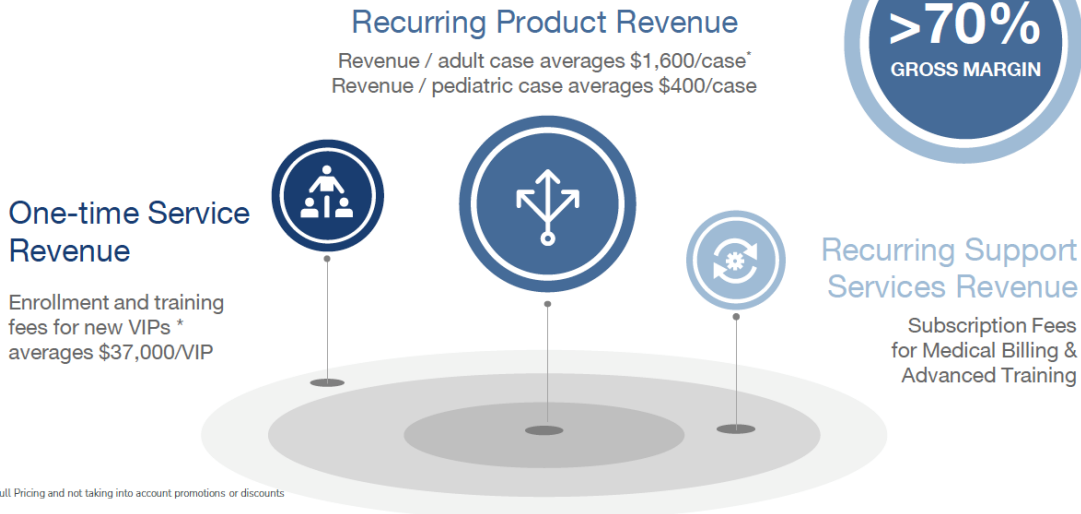 Recurring Product Revenue
Revenue / adult case averages $1,600/case*
Revenue / pediatric case averages $400/case
>70%
GROSS MARGIN
One-time Service
Revenue
Enrollment and training
fees for new VIPs *
averages $37,000/VIP
Recurring Support
Services Revenue
Subscription Fees
for Medical Billing &
Advanced Training
ull Pricing and not taking into account promotions or discounts